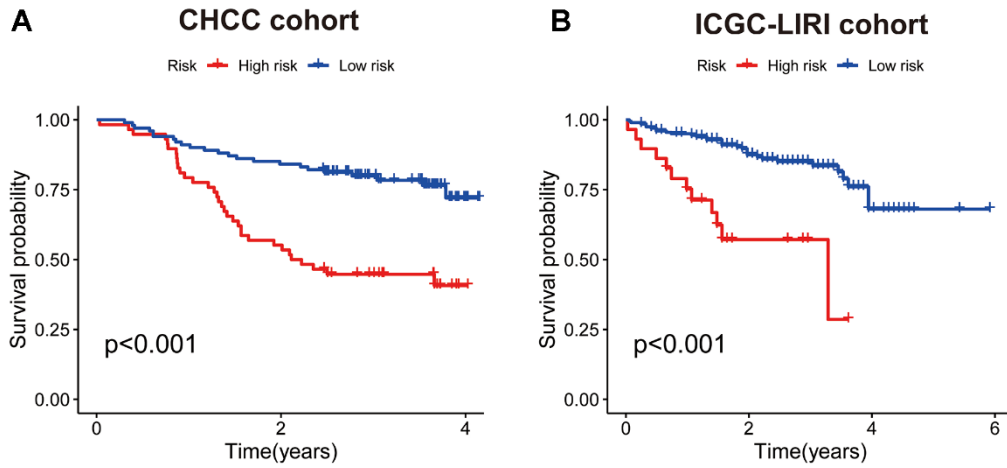 A
CHCC cohort
Risk High risk Low risk
Survival probability
1.00
0.75
0.50
0.25
0.00
p<0.001
0 2 4
Time(years)
B
ICGC-LIRI cohort
Risk High risk Low risk
Survival probability
1.00
0.75
0.50
0.25
0.00
p<0.001
0 2 4 6
Time(years)